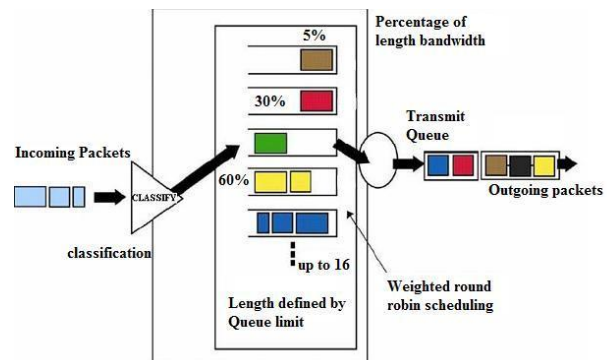 5%
Percentage of
length bandwidth
30%
Transmit
Queue
Incoming Packets
CLASSIFY
60%
Outgoing packets
classification
up to 16
Weighted round
robin scheduling
Length defined by
Queue limit